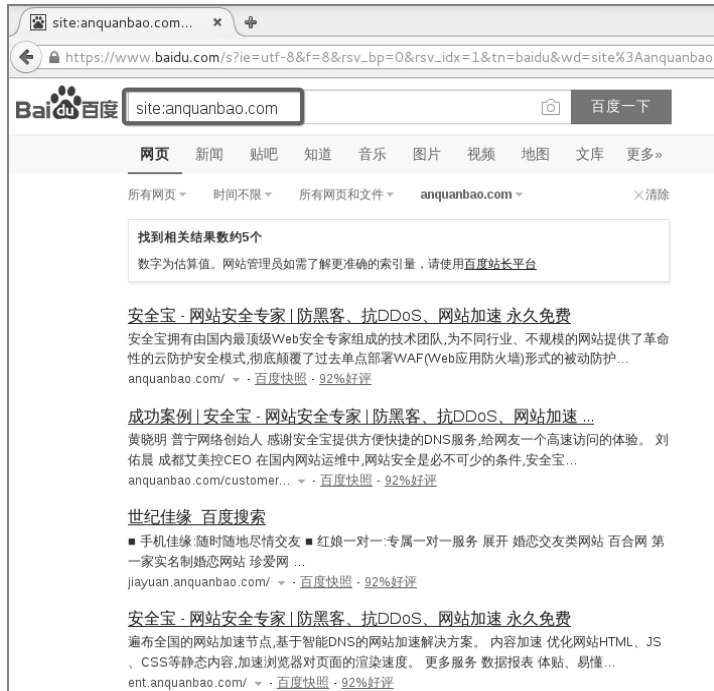 site:anquanbao.com...
https://www.baidu.com/s?ie=utf-8&f=8&rsv_bp=0&rsv_idx=1&tn=baidu&wd=site%3Aanquanbao
Bai du 百度 site:anquanbao.com 百度一下
网页 新闻 贴吧 知道 音乐 图片 视频 地图 文库 更多»
所有网页 时间不限 所有网页和文件 anquanbao.com 清除
找到相关结果数约5个
数字为估算值。网站管理员如需了解更准确的索引量，请使用百度站长平台
安全宝 - 网站安全专家 | 防黑客、抗DDoS、网站加速 永久免费
安全宝拥有由国内最顶级Web安全专家组成的技术团队,为不同行业、不规模的网站提供了革命
性的云防护安全模式,彻底颠覆了过去单点部署WAF(Web应用防火墙)形式的被动防护...
anquanbao.com/ - 百度快照 - 92%好评
成功案例 | 安全宝 - 网站安全专家 | 防黑客、抗DDoS、网站加速 ...
黄晓明 普宁网络创始人 感谢安全宝提供方便快捷的DNS服务,给网友一个高速访问的体验。 刘
佑晨 成都艾美控CEO 在国内网站运维中,网站安全是必不可少的条件,安全宝...
anquanbao.com/customer... - 百度快照 - 92%好评
世纪佳缘_百度搜索
■ 手机佳缘:随时随地尽情交友 ■ 红娘一对一:专属一对一服务 展开 婚恋交友类网站 百合网 第
一家实名制婚恋网站 珍爱网 ...
jiayuan.anquanbao.com/ - 百度快照 - 92%好评
安全宝 - 网站安全专家 | 防黑客、抗DDoS、网站加速 永久免费
遍布全国的网站加速节点,基于智能DNS的网站加速解决方案。 内容加速 优化网站HTML、JS
、CSS等静态内容,加速浏览器对页面的渲染速度。 更多服务 数据报表 体贴、易懂...
ent.anquanbao.com/ - 百度快照 - 92%好评